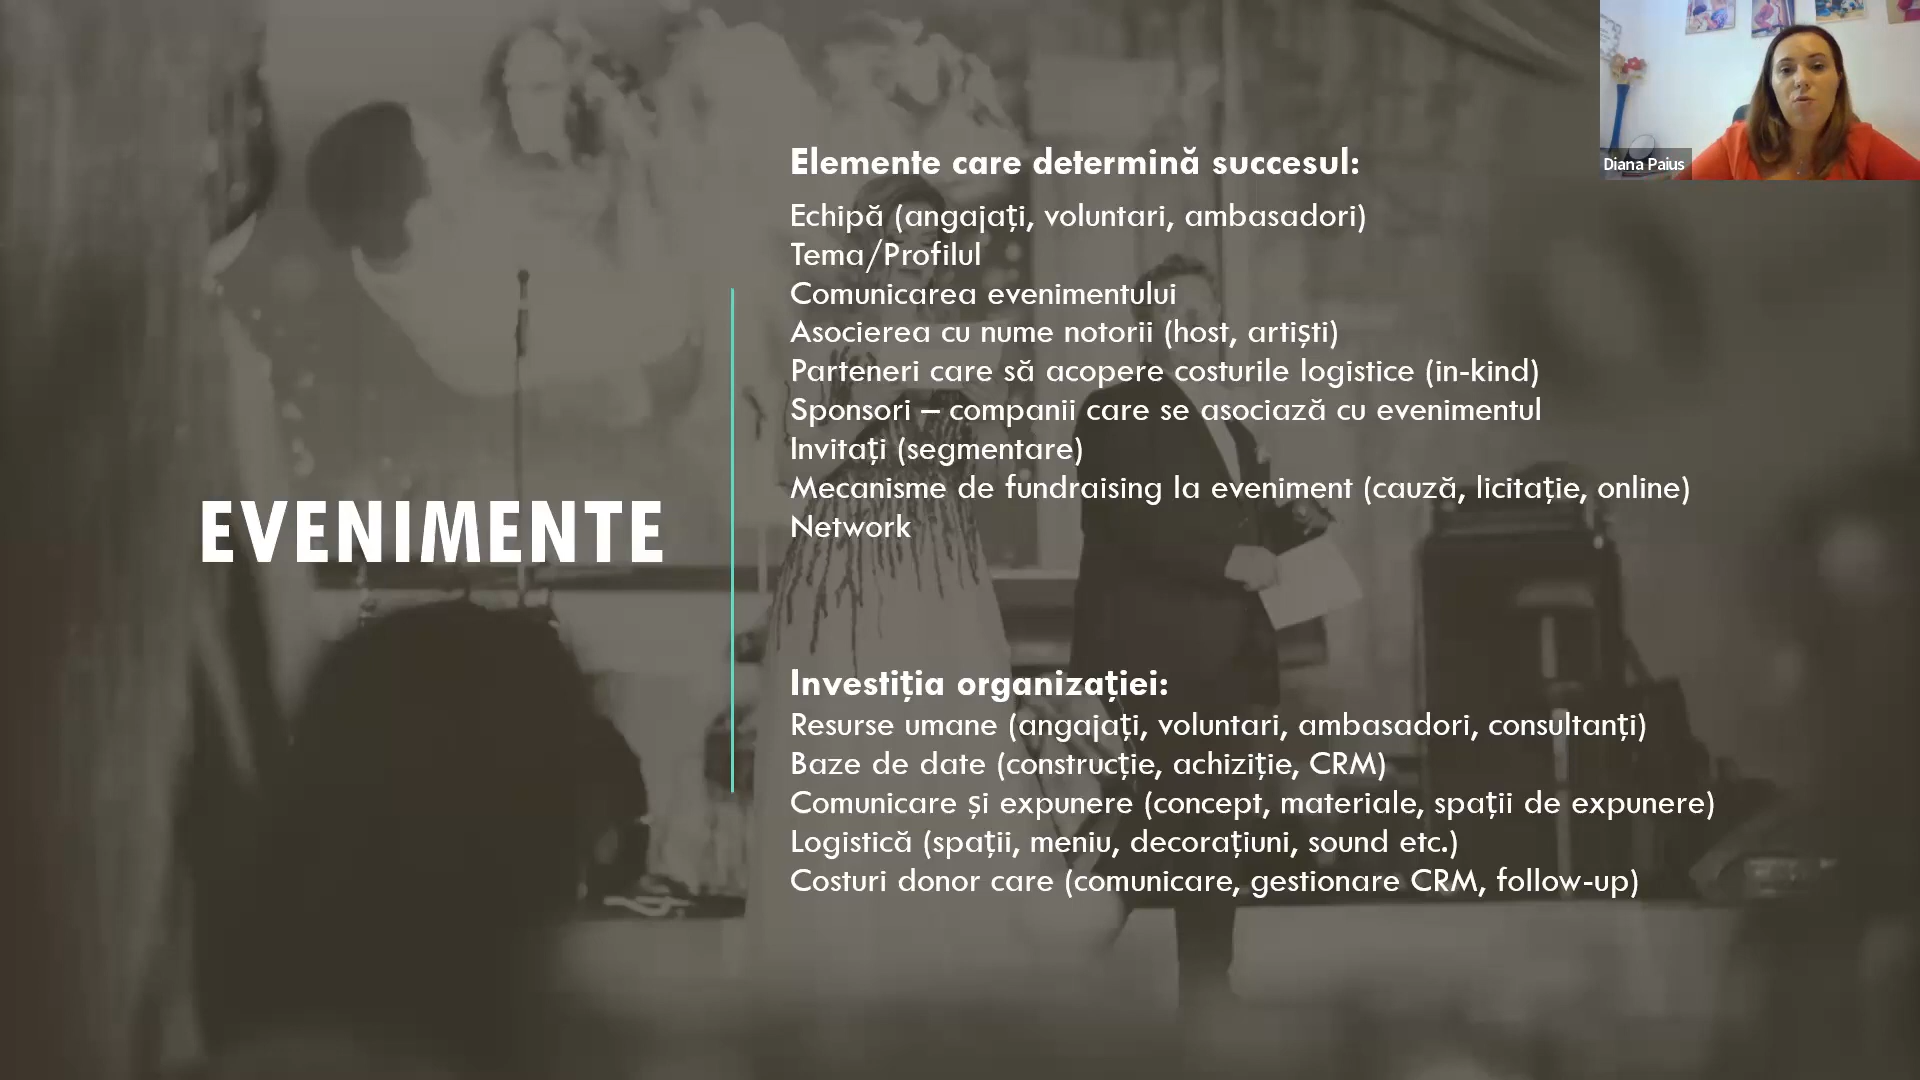 Diana Paius
EVENIMENTE
Elemente care determină succesul:
Echipă (angajați, voluntari, ambasadori)
Tema/Profilul
Comunicarea evenimentului
Asocierea cu nume notorii (host, artiști)
Parteneri care să acopere costurile logistice (in-kind)
Sponsori – companii care se asociază cu evenimentul
Invitați (segmentare)
Mecanisme de fundraising la eveniment (cauză, licitație, online)
Network
Investiția organizației:
Resurse umane (angajați, voluntari, ambasadori, consultanți)
Baze de date (construcție, achiziție, CRM)
Comunicare și expunere (concept, materiale, spații de expunere)
Logistică (spații, meniu, decorațiuni, sound etc.)
Costuri donor care (comunicare, gestionare CRM, follow-up)